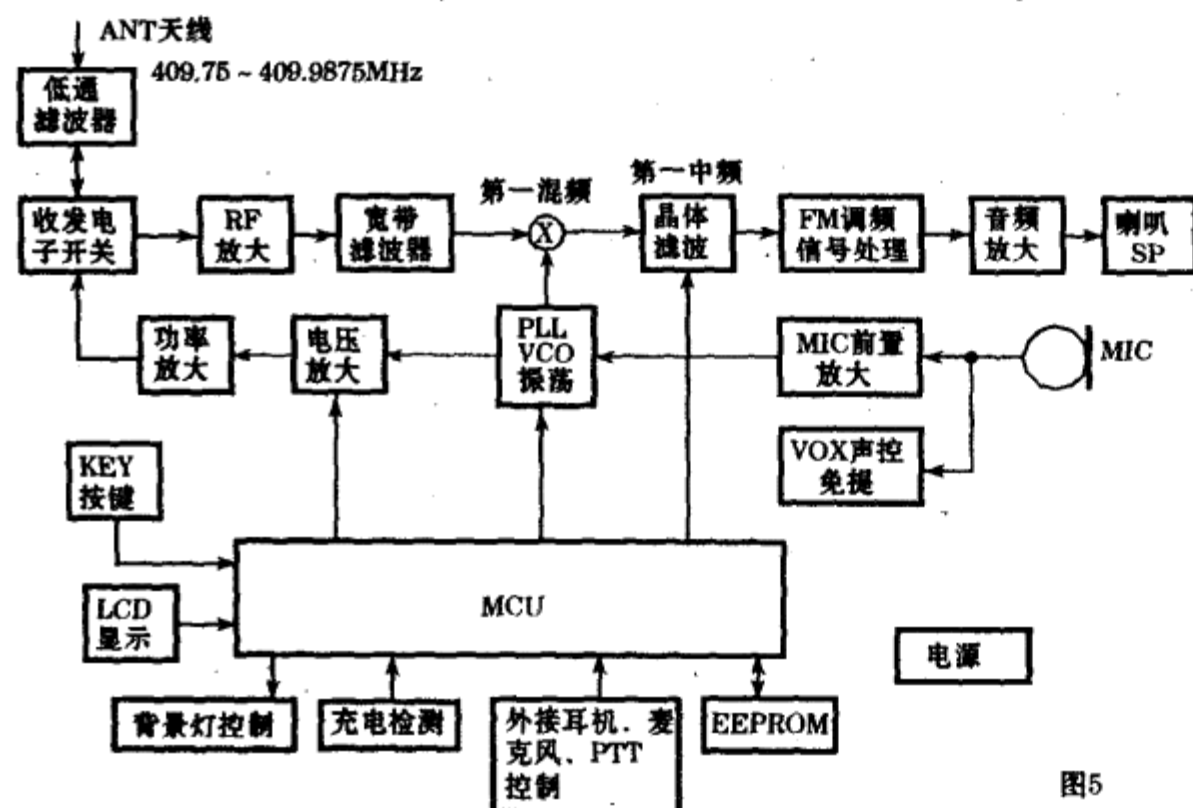 ANT天线
409.75~409.9875MHz
低通
滤波器
收发电
子开关
RF
放大
宽带
滤波器
第一混频
X
第一中频
晶体
滤波
FM调频
信号处理
音频
放大
喇叭
SP
功率
放大
电压
放大
PLL
VCO
振荡
MIC前置
放大
MIC
VOX声控
免提
KEY
按键
LCD
显示
MCU
电源
背景灯控制
充电检测
外接耳机、麦
克风、PTT
控制
EEPROM
图5